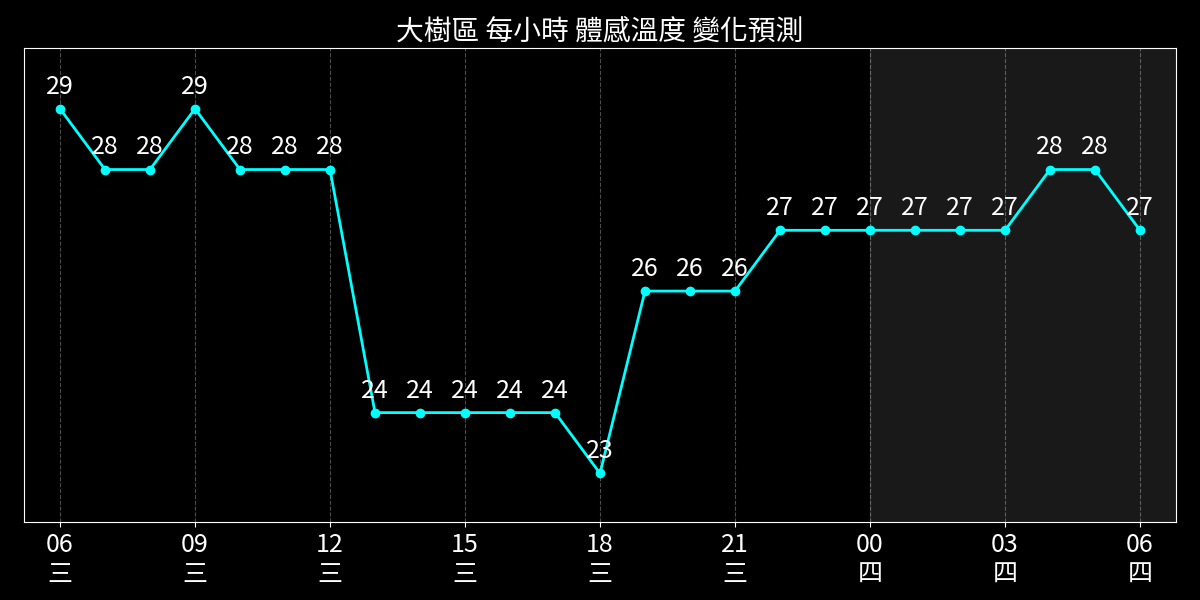 大樹區 每小時 體感溫度 變化預測
29 28 28 29 28 28 28 24 24 24 24 24 23 26 26 26 27 27 27 27 27 27 28 28 27
06 09 12 15 18 21 00 03 06
三 三 三 三 三 三 四 四 四